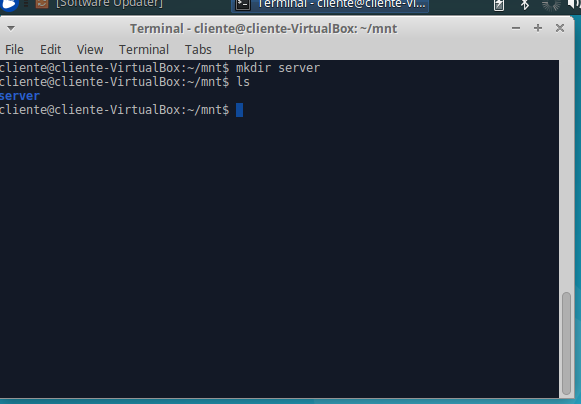 [Software Updater]
Terminal - cliente@cliente-Vi...
Terminal - cliente@cliente-VirtualBox: ~/mnt
File Edit View Terminal Tabs Help
cliente@cliente-VirtualBox:~/mnt$ mkdir server
cliente@cliente-VirtualBox:~/mnt$ ls
server
cliente@cliente-VirtualBox:~/mnt$